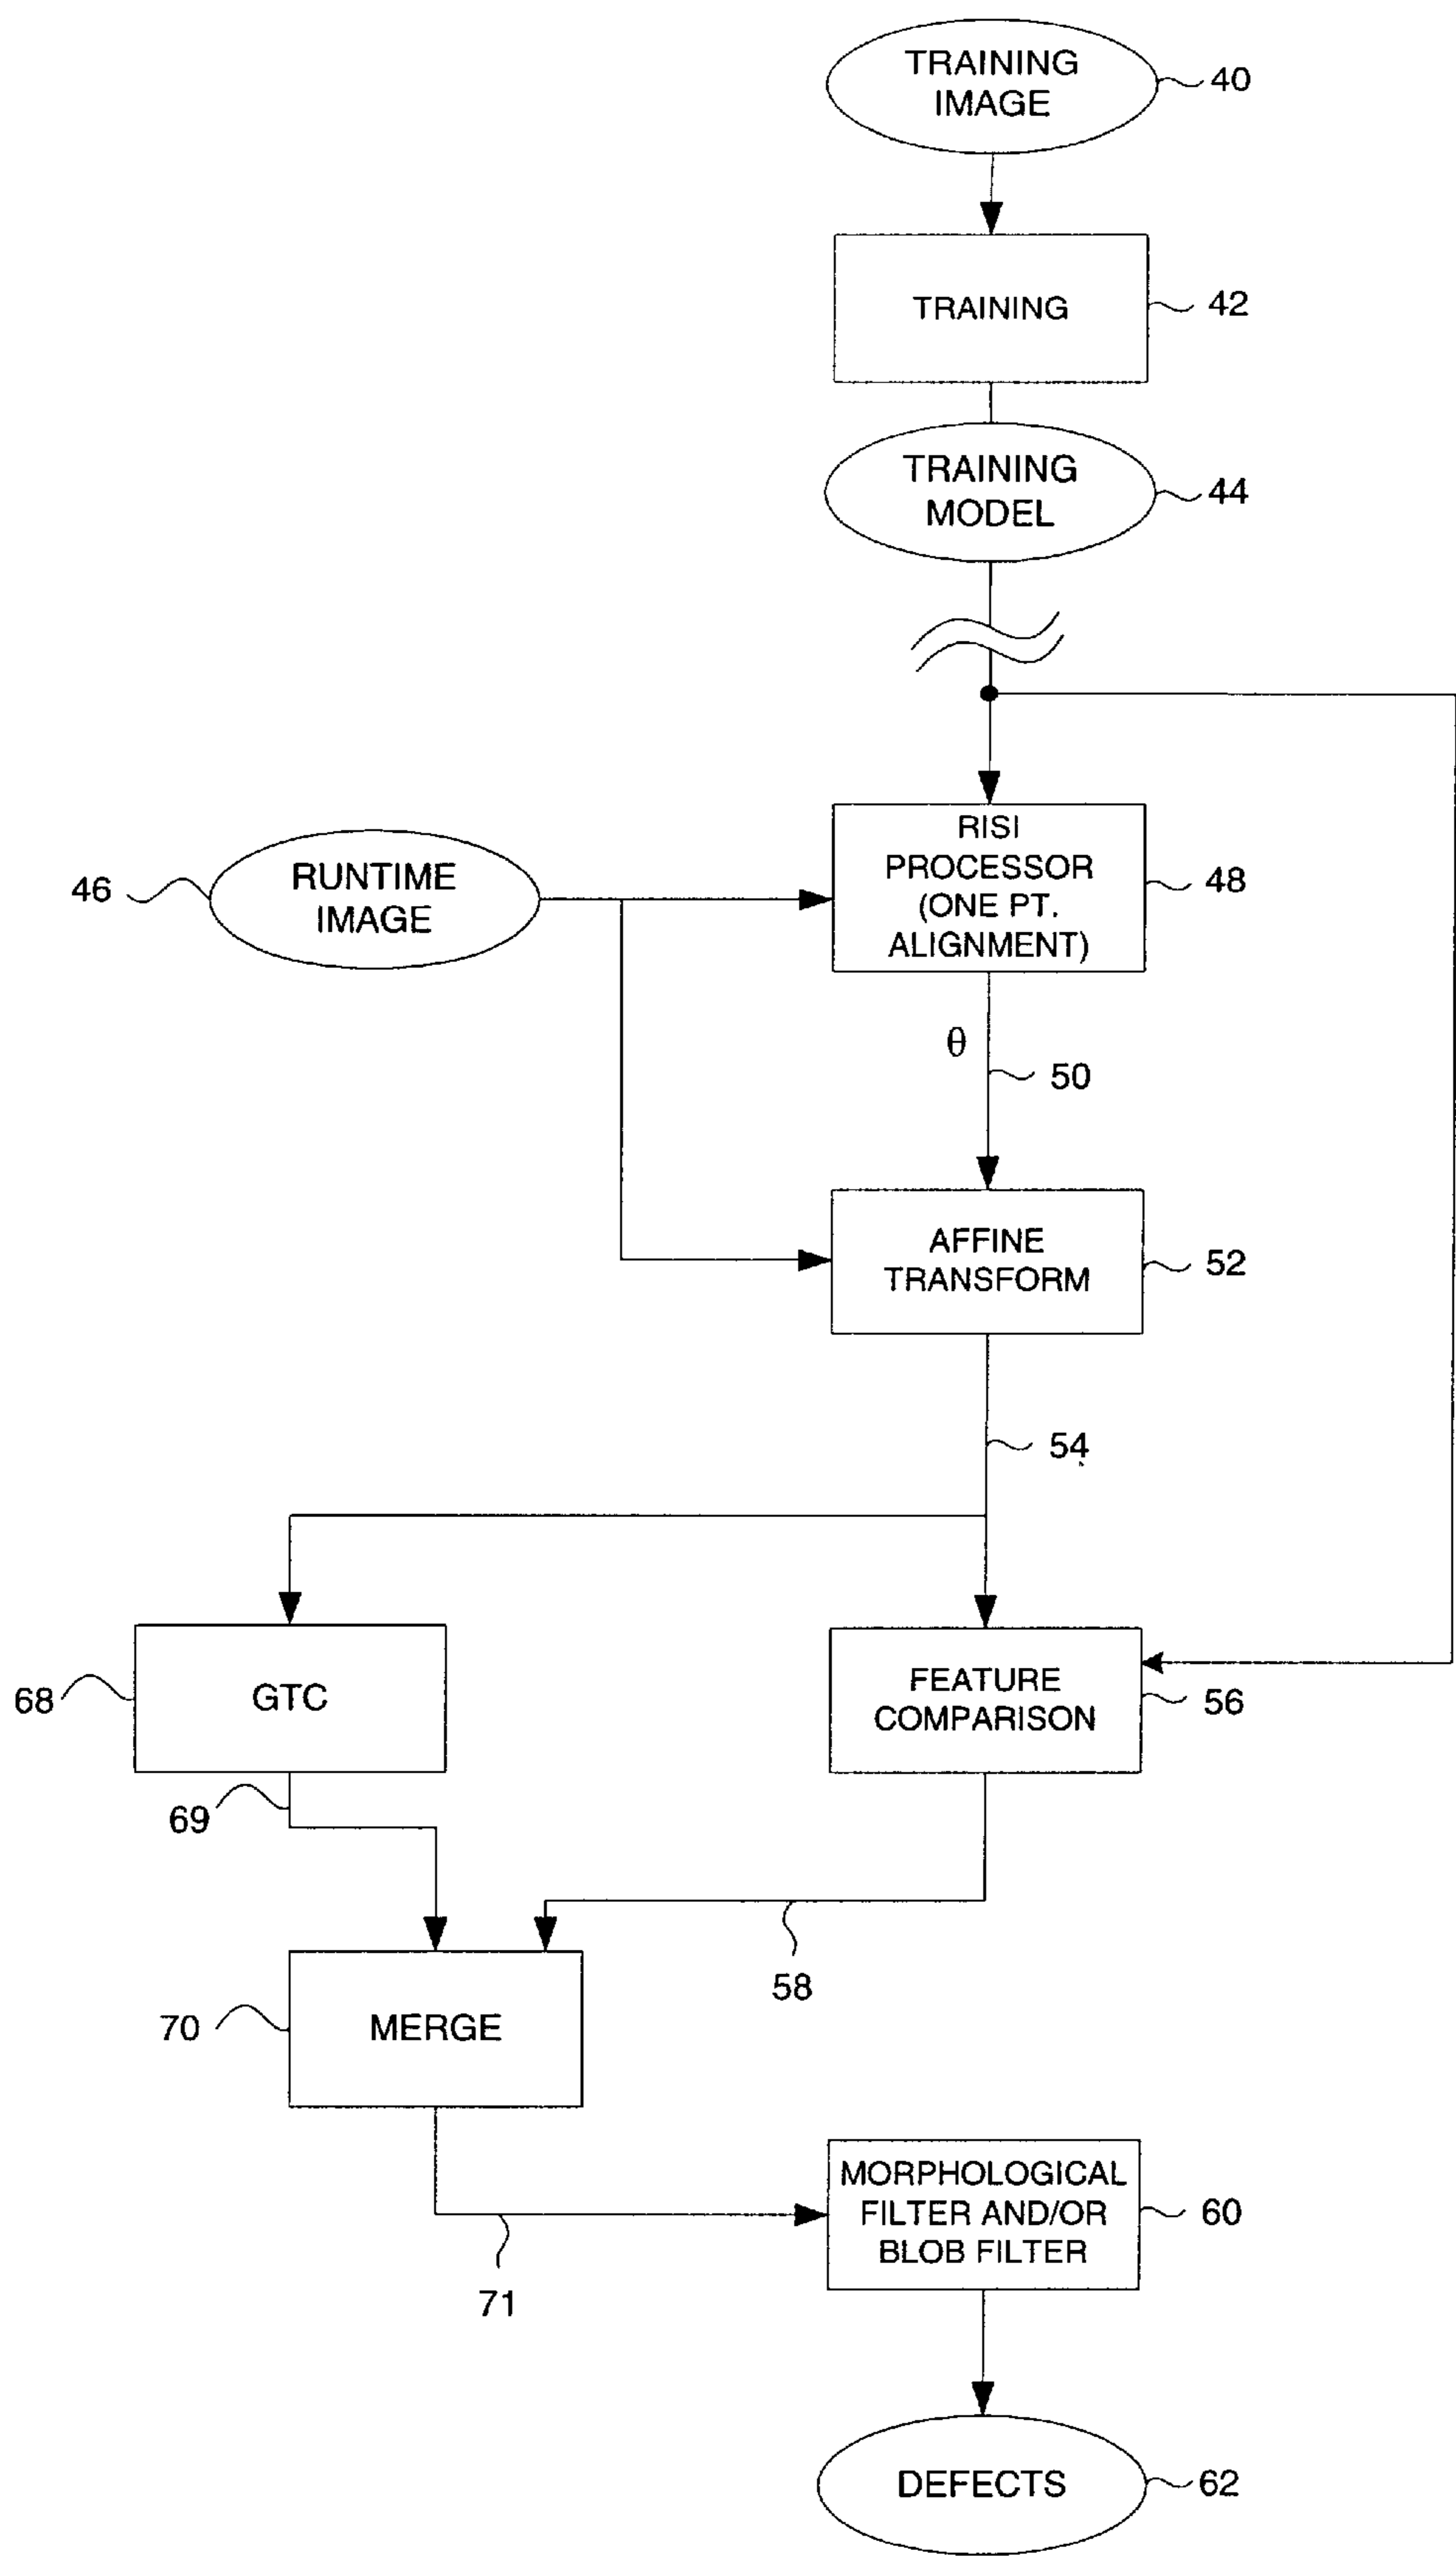 TRAINING
IMAGE
40
TRAINING
42
TRAINING
MODEL
44
RUNTIME
IMAGE
46
RISI
PROCESSOR
(ONE PT.
ALIGNMENT)
48
θ
50
AFFINE
TRANSFORM
52
54
GTC
68
FEATURE
COMPARISON
56
69
58
MERGE
70
MORPHOLOGICAL
FILTER AND/OR
BLOB FILTER
60
71
DEFECTS
62